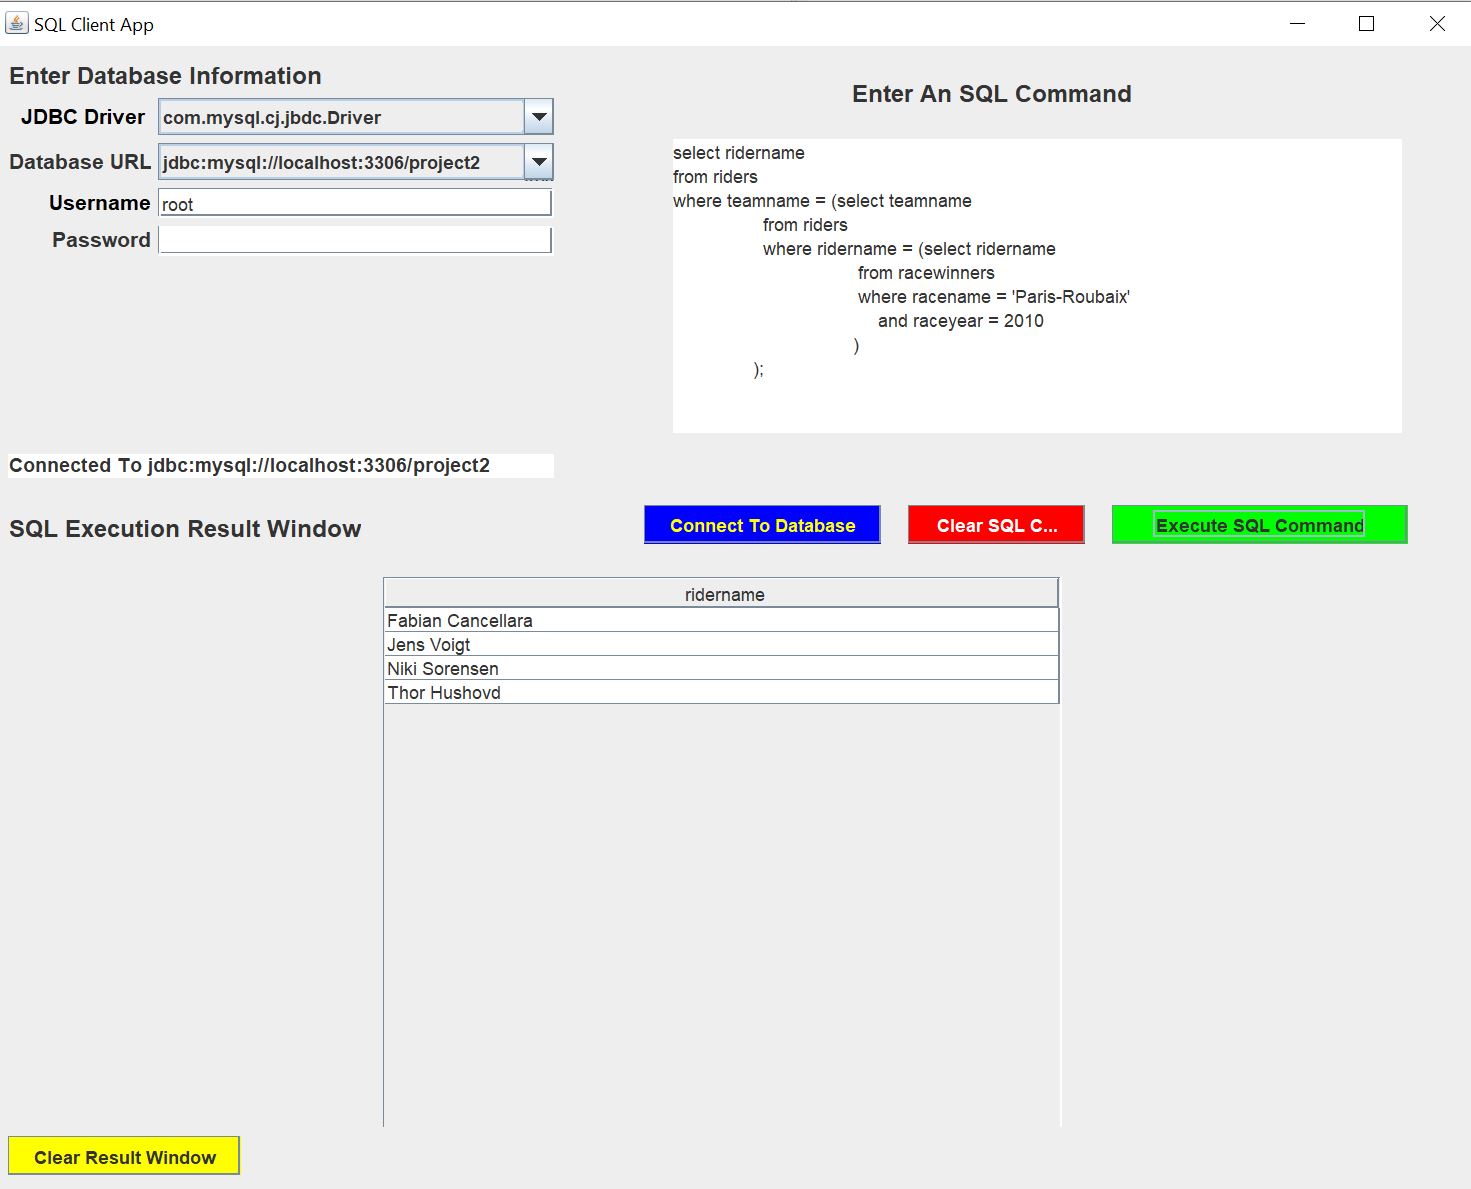 SQL Client App
Enter Database Information
JDBC Driver com.mysql.cj.jbdc.Driver
Database URL jdbc:mysql://localhost:3306/project2
Username root
Password
Enter An SQL Command
select ridername
from riders
where teamname = (select teamname
from riders
where ridername = (select ridername
from racewinners
where racename = 'Paris-Roubaix'
and raceyear = 2010
)
);
Connected To jdbc:mysql://localhost:3306/project2
SQL Execution Result Window
Connect To Database
Clear SQL C...
Execute SQL Command
ridername
Fabian Cancellara
Jens Voigt
Niki Sorensen
Thor Hushovd
Clear Result Window